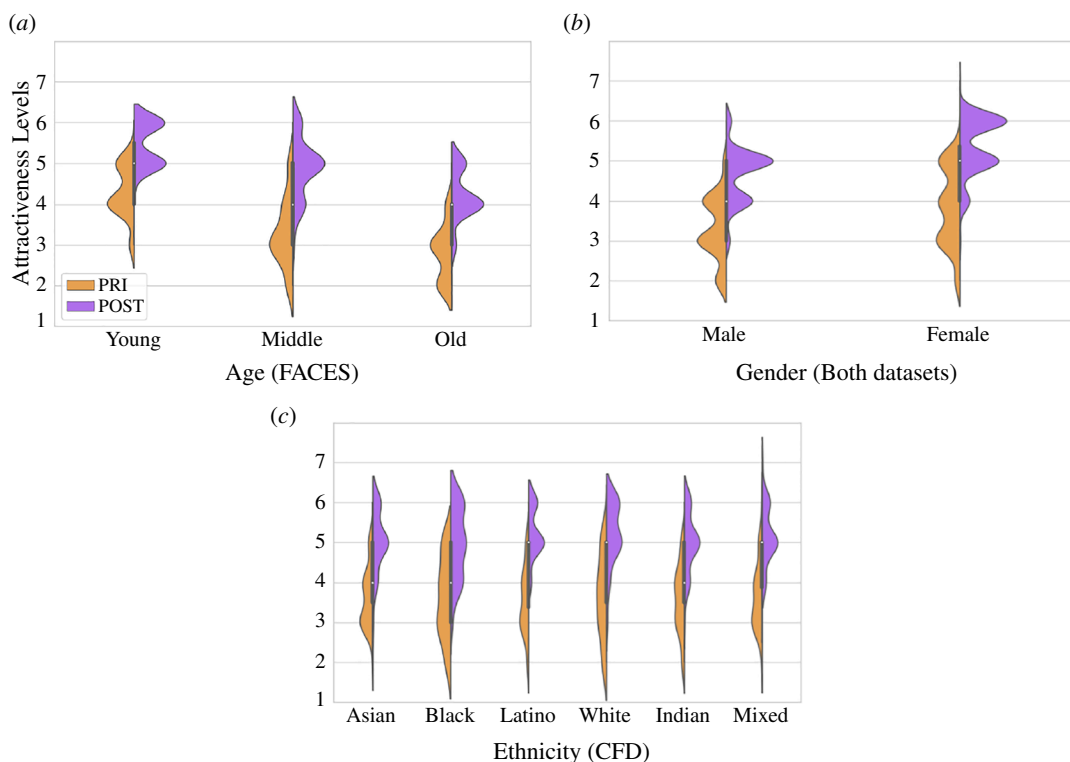 (a)
Attractiveness Levels
7
6
5
4
3
2
1
PRI
POST
Young Middle Old
Age (FACES)
(b)
7
6
5
4
3
2
1
Male Female
Gender (Both datasets)
(c)
7
6
5
4
3
2
1
Asian Black Latino White Indian Mixed
Ethnicity (CFD)